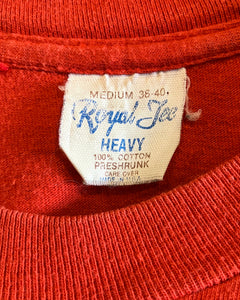 MEDIUM 38-40
Royal Tee
HEAVY
100% COTTON
PRESHRUNK
CARE OVER
MADE IN U.S.A.